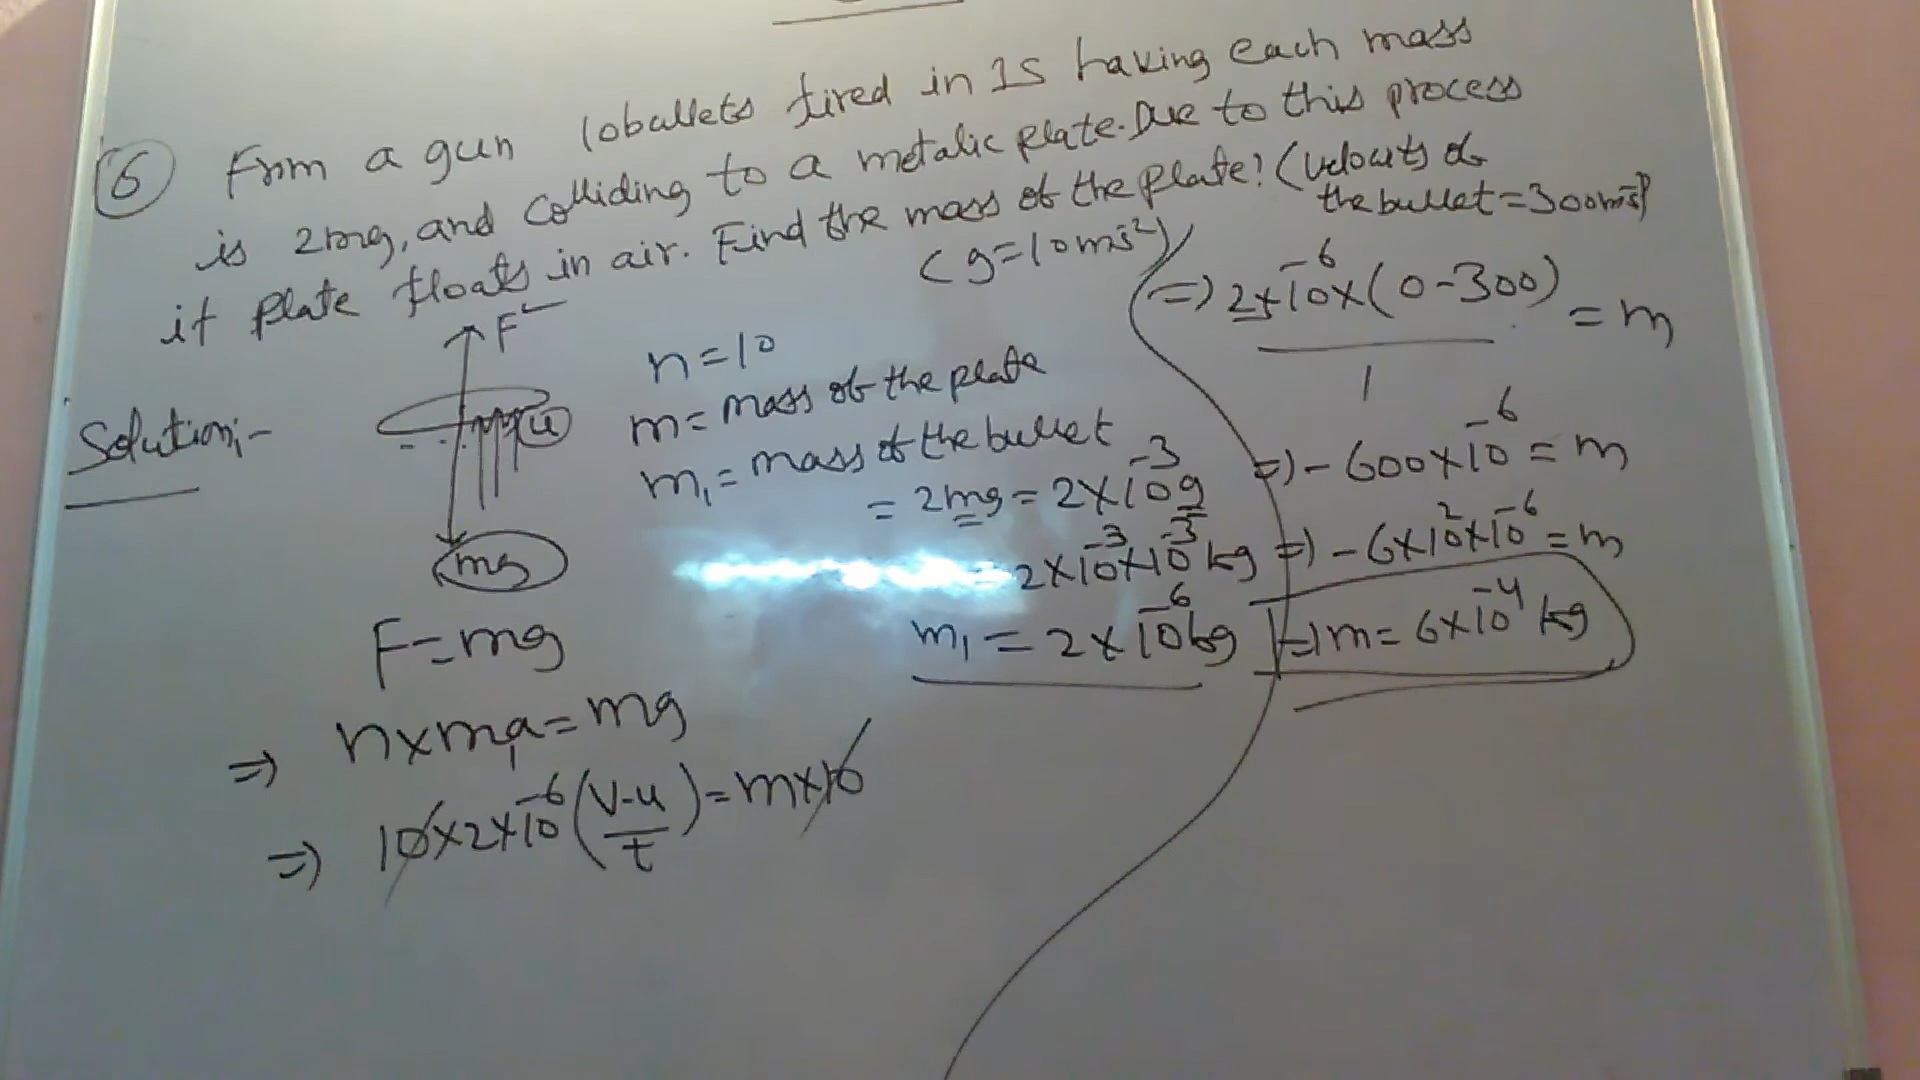 6 From a gun 10 bullets fired in 1S having each mass
is 2mg, and colliding to a metalic plate. Due to this process
if Plate floats in air. Find the mass of the plate? (velocity of
the bullet = 300ms⁻¹)
(g=10ms⁻²)
Solution:-
F
u
mg
n=10
m= mass of the plate
m₁= mass of the bullet
= 2mg = 2×10⁻³g
= 2×10⁻³×10⁻³kg
m₁ = 2×10⁻⁶kg
F=mg
⇒ n×m₁a=mg
⇒ 10×2×10⁻⁶(v-u/t)=m×10
⇒ 2×10⁻⁶×(0-300)/1 = m
⇒ -600×10⁻⁶ = m
⇒ -6×10²×10⁻⁶ = m
⇒ m= 6×10⁻⁴ kg